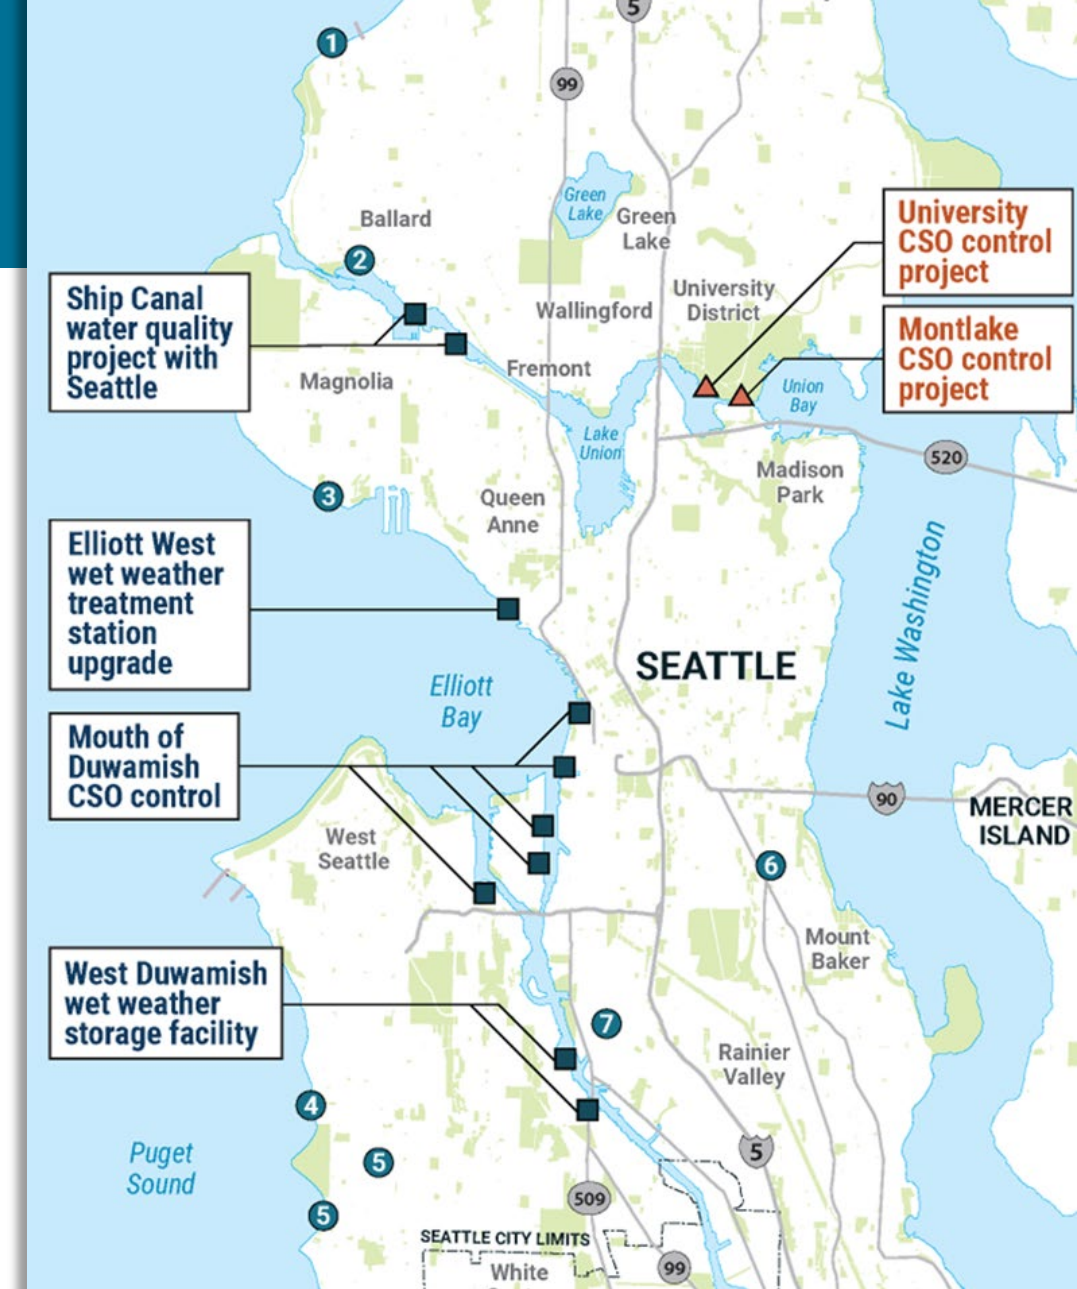 5
1
99
Green
Lake
Green
Lake
Ballard
University
CSO control
project
2
University
District
Ship Canal
water quality
project with
Seattle
Wallingford
Montlake
CSO control
project
Magnolia
Fremont
Union
Bay
Lake
Union
520
Madison
Park
3
Queen
Anne
Elliott West
wet weather
treatment
station
upgrade
Lake Washington
SEATTLE
Elliott
Bay
Mouth of
Duwamish
CSO control
90
MERCER
ISLAND
West
Seattle
6
Mount
Baker
West Duwamish
wet weather
storage facility
7
Rainier
Valley
4
5
Puget
Sound
5
5
509
SEATTLE CITY LIMITS
White
99